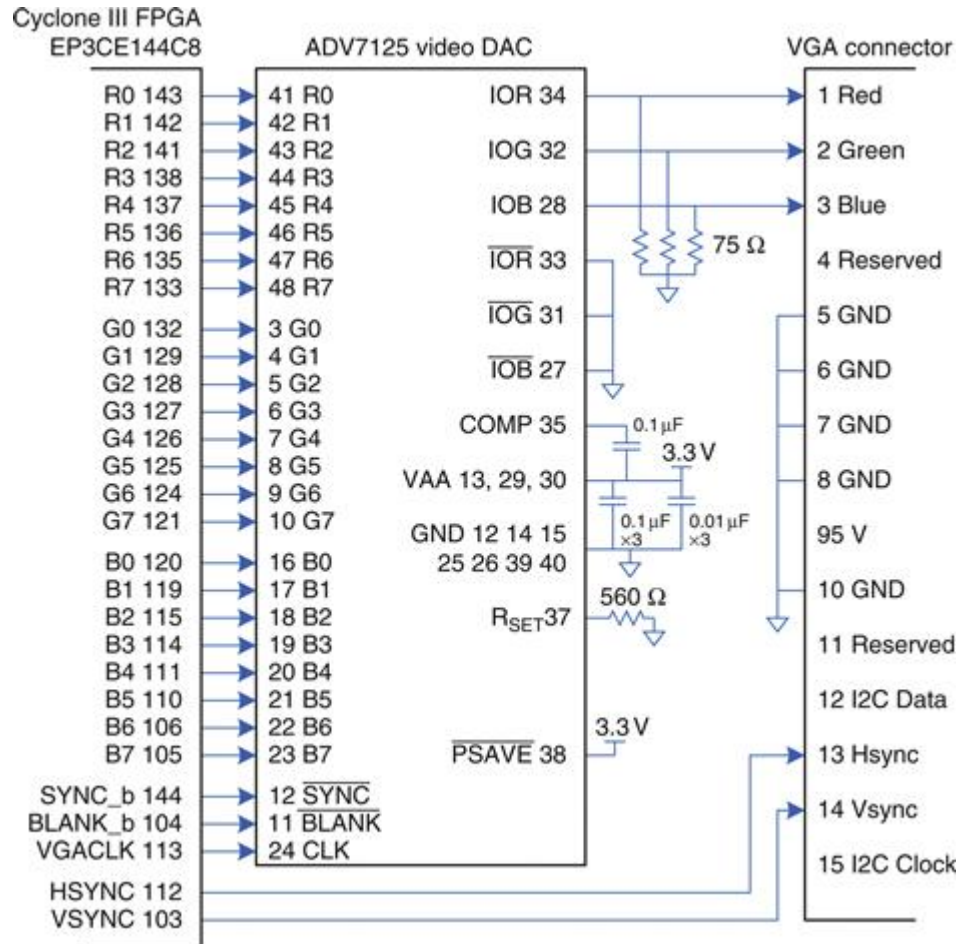 Cyclone III FPGA
EP3CE144C8
ADV7125 video DAC
VGA connector
R0 143
R1 142
R2 141
R3 138
R4 137
R5 136
R6 135
R7 133
G0 132
G1 129
G2 128
G3 127
G4 126
G5 125
G6 124
G7 121
B0 120
B1 119
B2 115
B3 114
B4 111
B5 110
B6 106
B7 105
SYNC_b 144
BLANK_b 104
VGACLK 113
HSYNC 112
VSYNC 103
41 R0
42 R1
43 R2
44 R3
45 R4
46 R5
47 R6
48 R7
3 G0
4 G1
5 G2
6 G3
7 G4
8 G5
9 G6
10 G7
16 B0
17 B1
18 B2
19 B3
20 B4
21 B5
22 B6
23 B7
12 SYNC
11 BLANK
24 CLK
IOR 34
IOG 32
IOB 28
IOR 33
IOG 31
IOB 27
COMP 35
VAA 13, 29, 30
GND 12 14 15
25 26 39 40
RSET37
PSAVE 38
75 Ω
0.1 μF
3.3 V
0.1 μF
×3
0.01 μF
×3
560 Ω
3.3 V
1 Red
2 Green
3 Blue
4 Reserved
5 GND
6 GND
7 GND
8 GND
95 V
10 GND
11 Reserved
12 I2C Data
13 Hsync
14 Vsync
15 I2C Clock